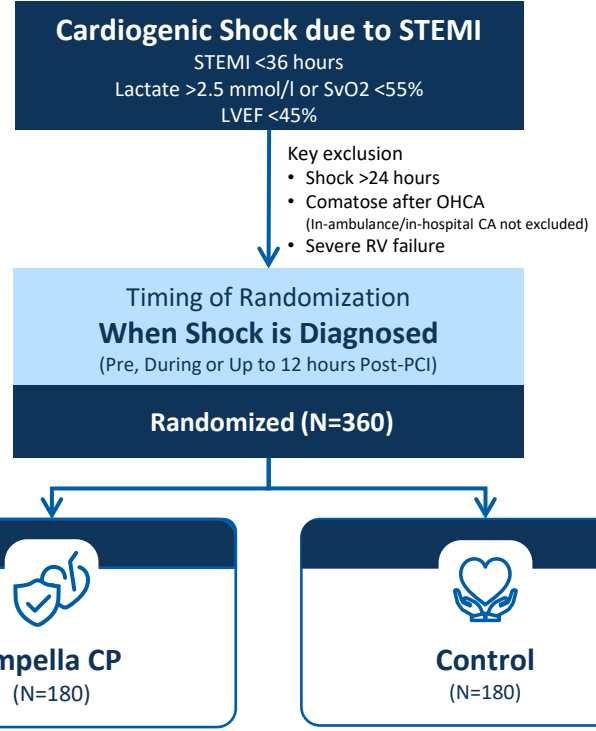 Cardiogenic Shock due to STEMI
STEMI <36 hours
Lactate >2.5 mmol/l or SvO2 <55%
LVEF <45%
Key exclusion
• Shock >24 hours
• Comatose after OHCA
(In-ambulance/in-hospital CA not excluded)
• Severe RV failure
Timing of Randomization
When Shock is Diagnosed
(Pre, During or Up to 12 hours Post-PCI)
Randomized (N=360)
mpella CP
(N=180)
Control
(N=180)